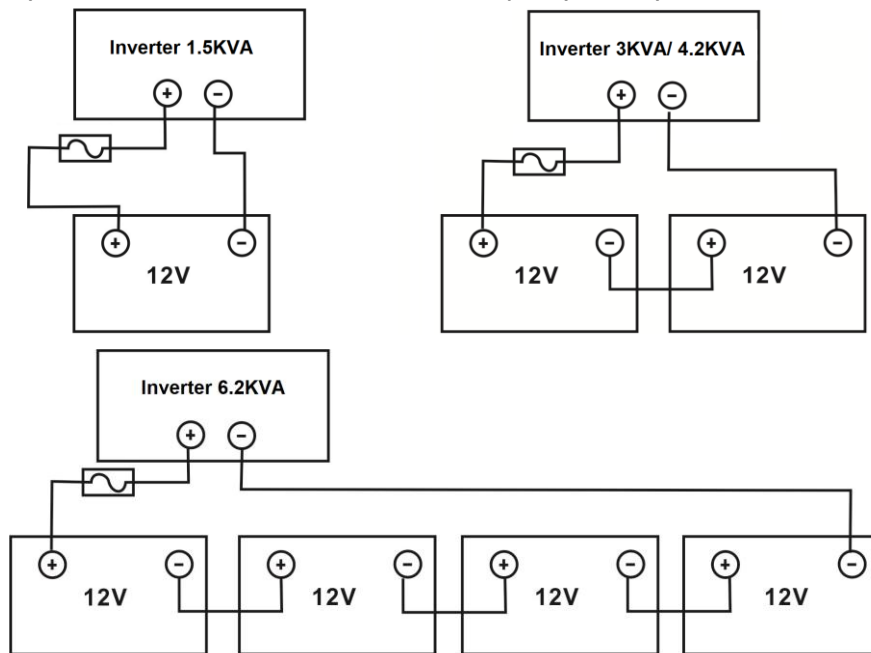 Inverter 1.5KVA
+ −
+ −
12V
Inverter 3KVA/ 4.2KVA
+ −
+ − + −
12V 12V
Inverter 6.2KVA
+ −
+ − + − + − + −
12V 12V 12V 12V